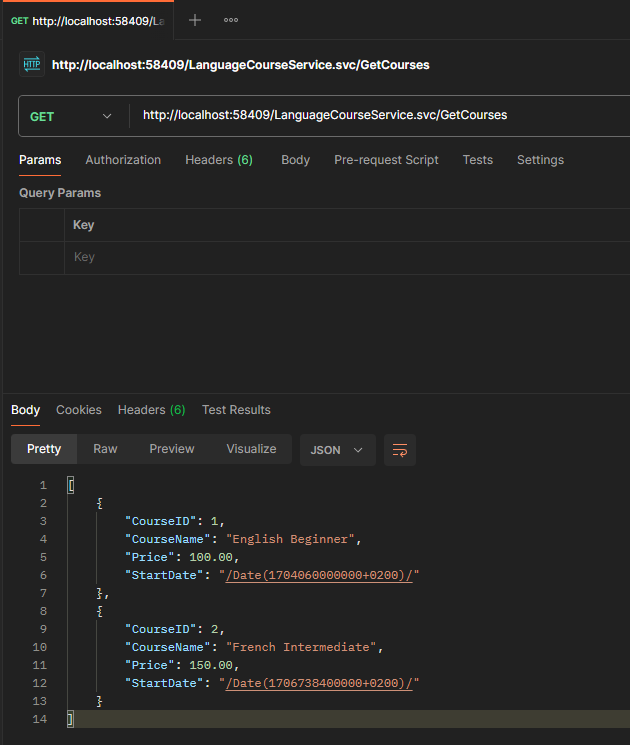 GET http://localhost:58409/La
HTTP http://localhost:58409/LanguageCourseService.svc/GetCourses
GET http://localhost:58409/LanguageCourseService.svc/GetCourses
Params Authorization Headers (6) Body Pre-request Script Tests Settings
Query Params
Key
Key
Body Cookies Headers (6) Test Results
Pretty Raw Preview Visualize JSON
1 [
2 {
3 "CourseID": 1,
4 "CourseName": "English Beginner",
5 "Price": 100.00,
6 "StartDate": "/Date(1704060000000+0200)/"
7 },
8 {
9 "CourseID": 2,
10 "CourseName": "French Intermediate",
11 "Price": 150.00,
12 "StartDate": "/Date(1706738400000+0200)/"
13 }
14 ]